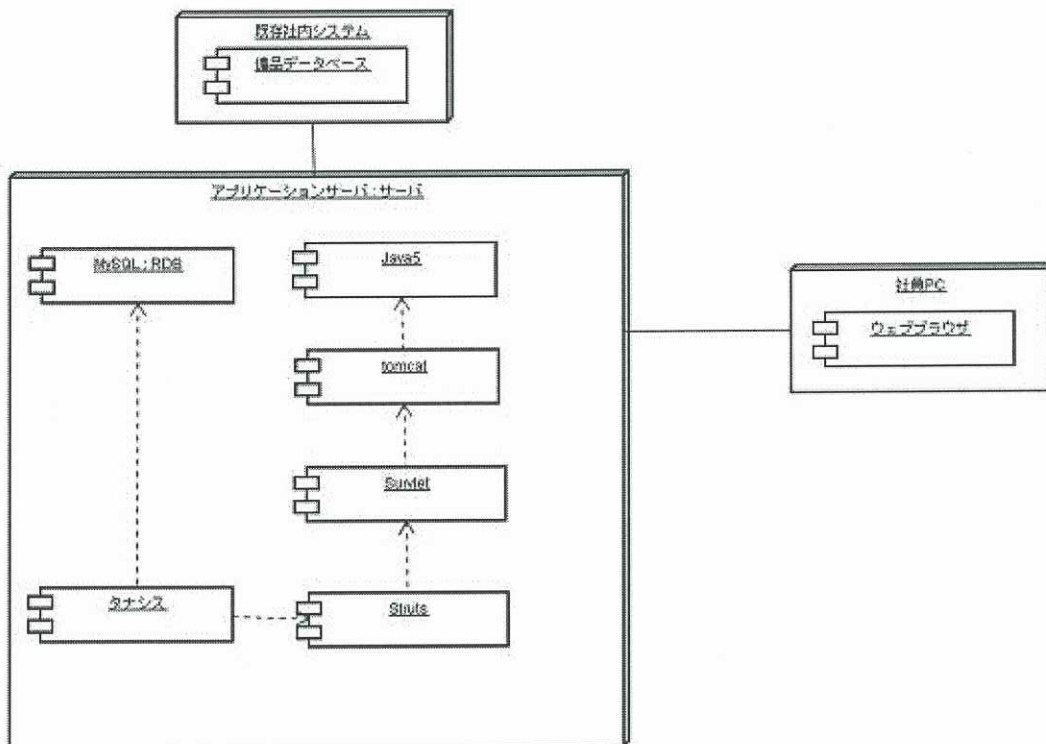 既存社内システム
備品データベース
アプリケーションサーバ:サーバ
MySQL:RDB
Java5
社員PC
ウェブブラウザ
tomcat
Survlet
タナシス
Struts